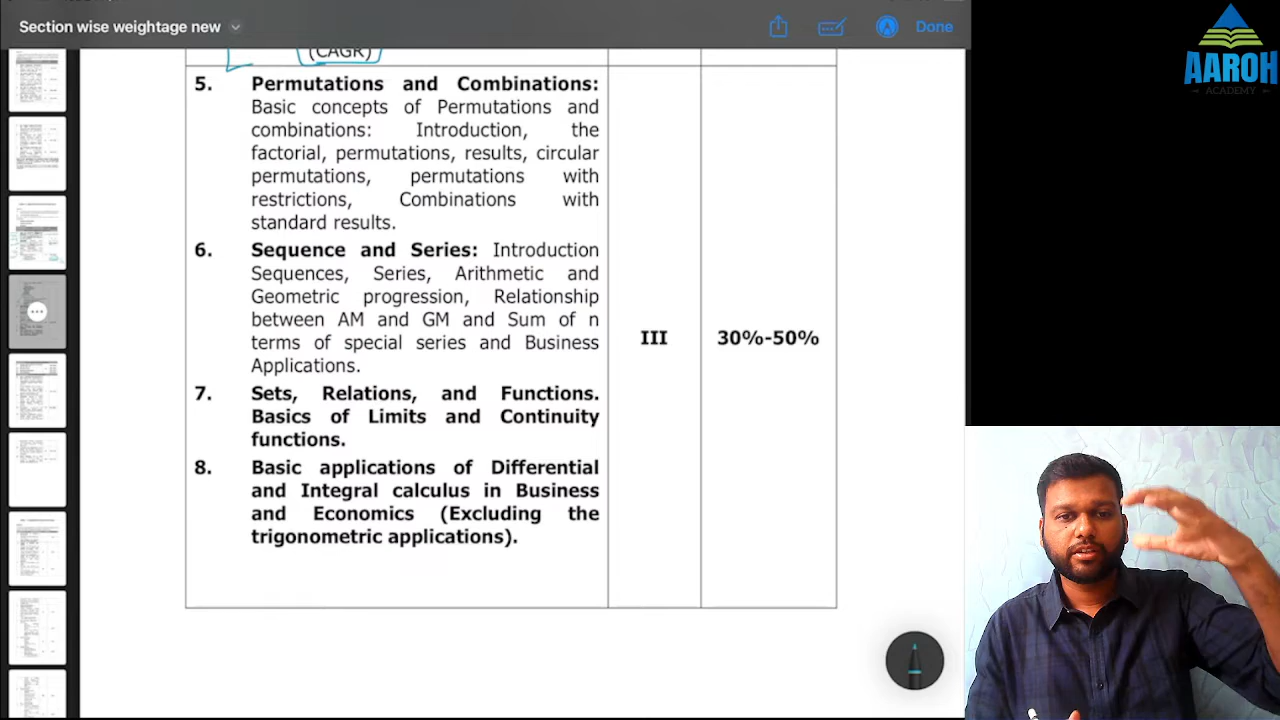 Section wise weightage new
Done
AAROH
ACADEMY
(CAGR)
5. Permutations and Combinations:
Basic concepts of Permutations and
combinations: Introduction, the
factorial, permutations, results, circular
permutations, permutations with
restrictions, Combinations with
standard results.
6. Sequence and Series: Introduction
Sequences, Series, Arithmetic and
Geometric progression, Relationship
between AM and GM and Sum of n
terms of special series and Business
Applications.
III 30%-50%
7. Sets, Relations, and Functions.
Basics of Limits and Continuity
functions.
8. Basic applications of Differential
and Integral calculus in Business
and Economics (Excluding the
trigonometric applications).